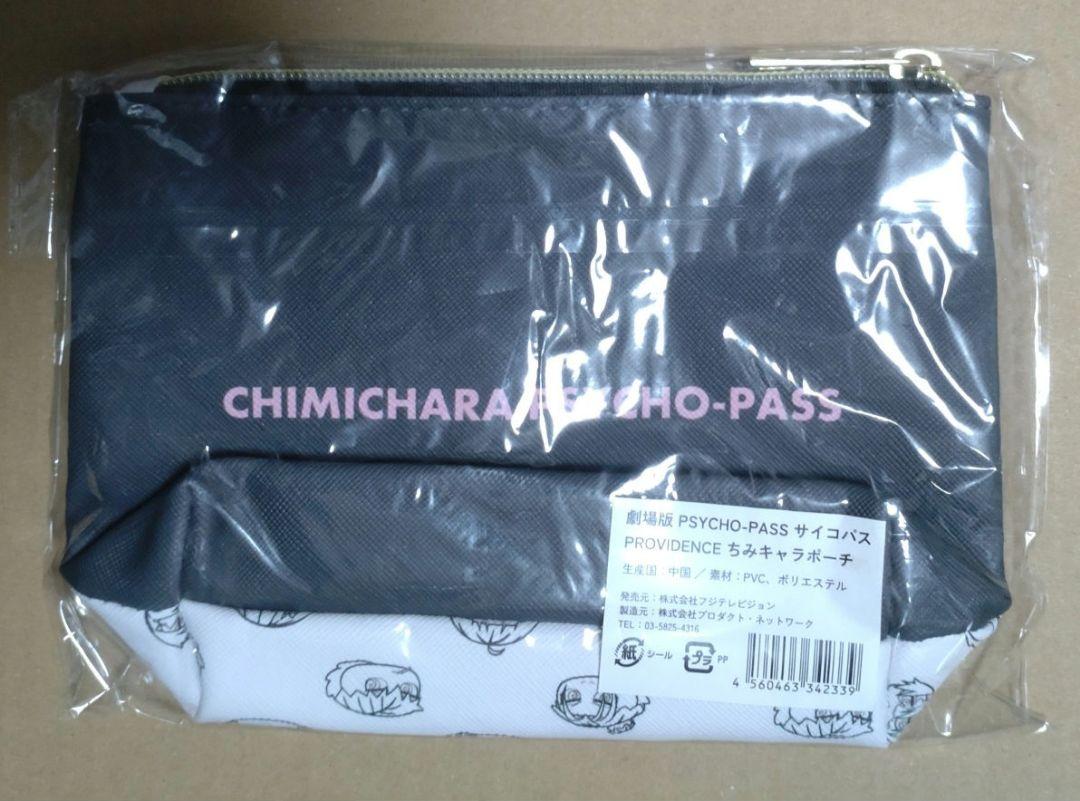 CHIMICHARA PSYCHO-PASS
劇場版 PSYCHO-PASS サイコパス
PROVIDENCE ちみキャラポーチ
生産国：中国／素材：PVC、ポリエステル
発売元：株式会社フジテレビジョン
製造元：株式会社プロダクト・ネットワーク
TEL：03-5825-4316
紙 シール プラ PP
4 560463 342339